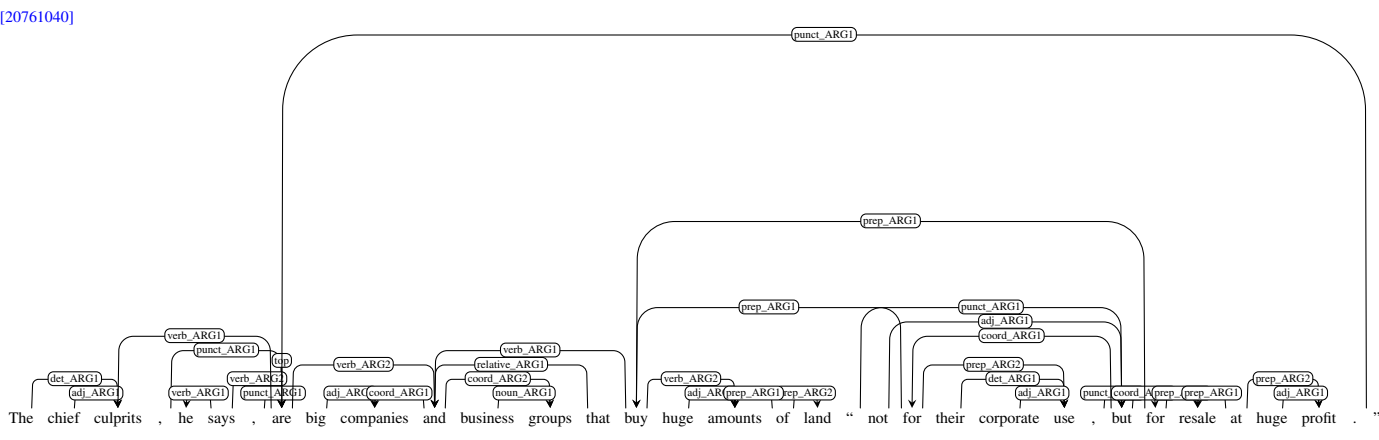 [20761040]
punct_ARG1
prep_ARG1
prep_ARG1 punct_ARG1
adj_ARG1
verb_ARG1 coord_ARG1
punct_ARG1 verb_ARG1
top
verb_ARG2 relative_ARG1 prep_ARG2
det_ARG1 verb_ARG2 coord_ARG2 verb_ARG2 det_ARG1 prep_ARG2
adj_ARG1 verb_ARG1 punct_ARG1 coord_ARG1 noun_ARG1 prep_ARG1 adj_ARG1 prep_ARG1 adj_ARG1
The chief culprits , he says , are big companies and business groups that buy huge amounts of land “ not for their corporate use , but for resale at huge profit . ”